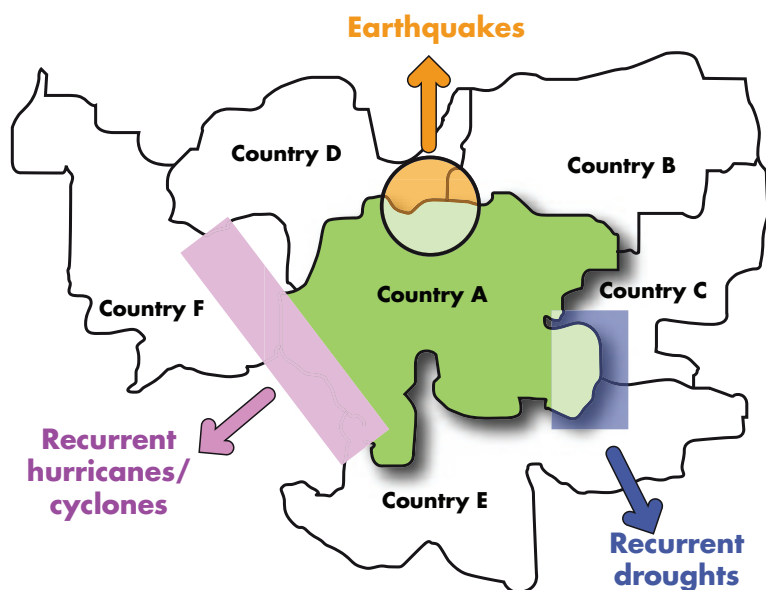 Earthquakes
Country D
Country B
Country A
Country C
Country F
Recurrent
hurricanes/
cyclones
Country E
Recurrent
droughts